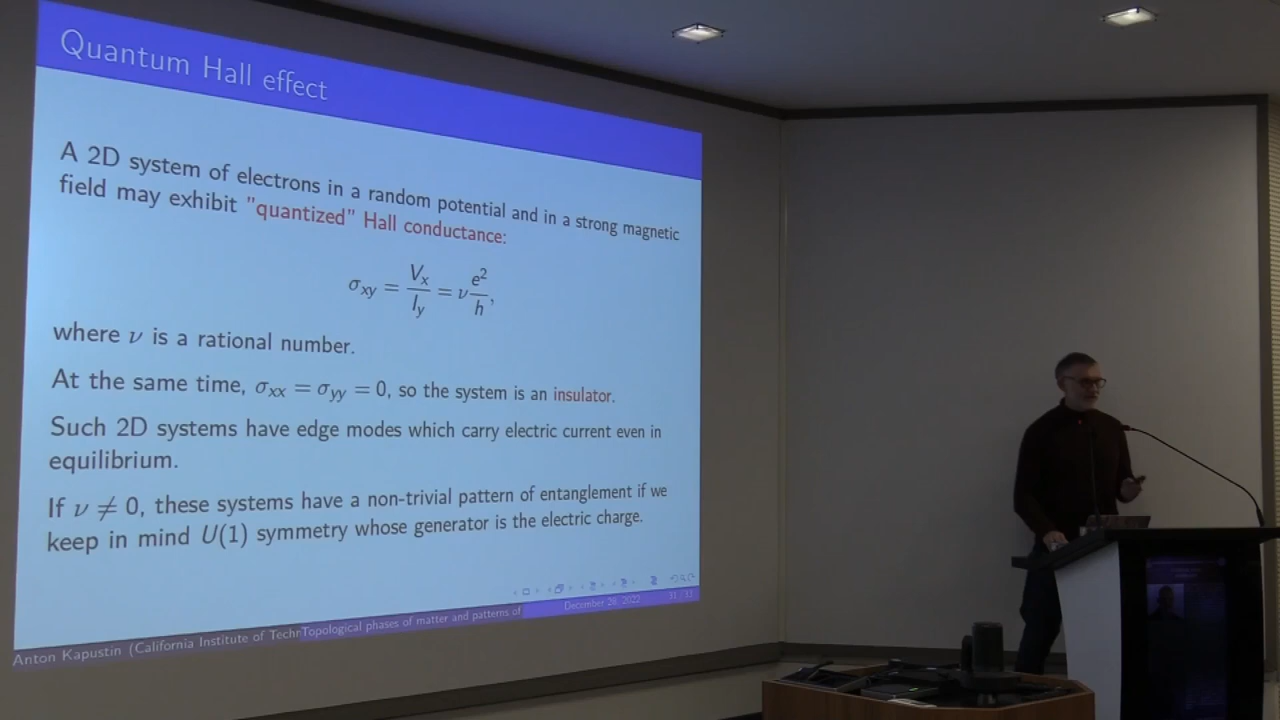 Quantum Hall effect
A 2D system of electrons in a random potential and in a strong magnetic
field may exhibit "quantized" Hall conductance:
σxy = Vx/Iy = ν e²/h,
where ν is a rational number.
At the same time, σxx = σyy = 0, so the system is an insulator.
Such 2D systems have edge modes which carry electric current even in
equilibrium.
If ν ≠ 0, these systems have a non-trivial pattern of entanglement if we
keep in mind U(1) symmetry whose generator is the electric charge.
Anton Kapustin (California Institute of Techn Topological phases of matter and patterns of December 2022